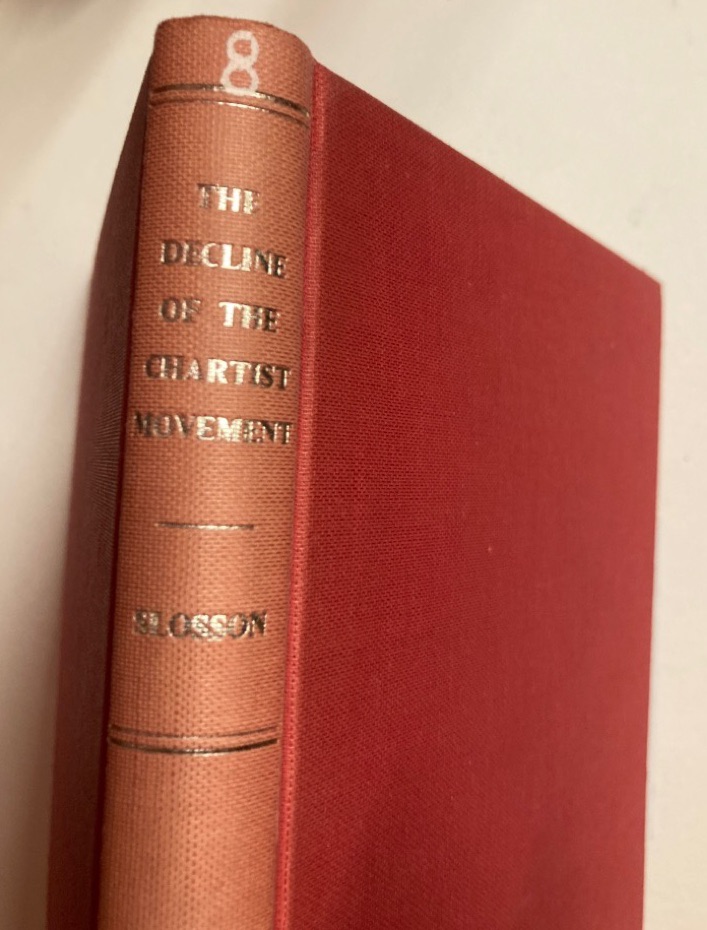 8
THE
DECLINE
OF THE
CHARTIST
MOVEMENT
SLOSSON